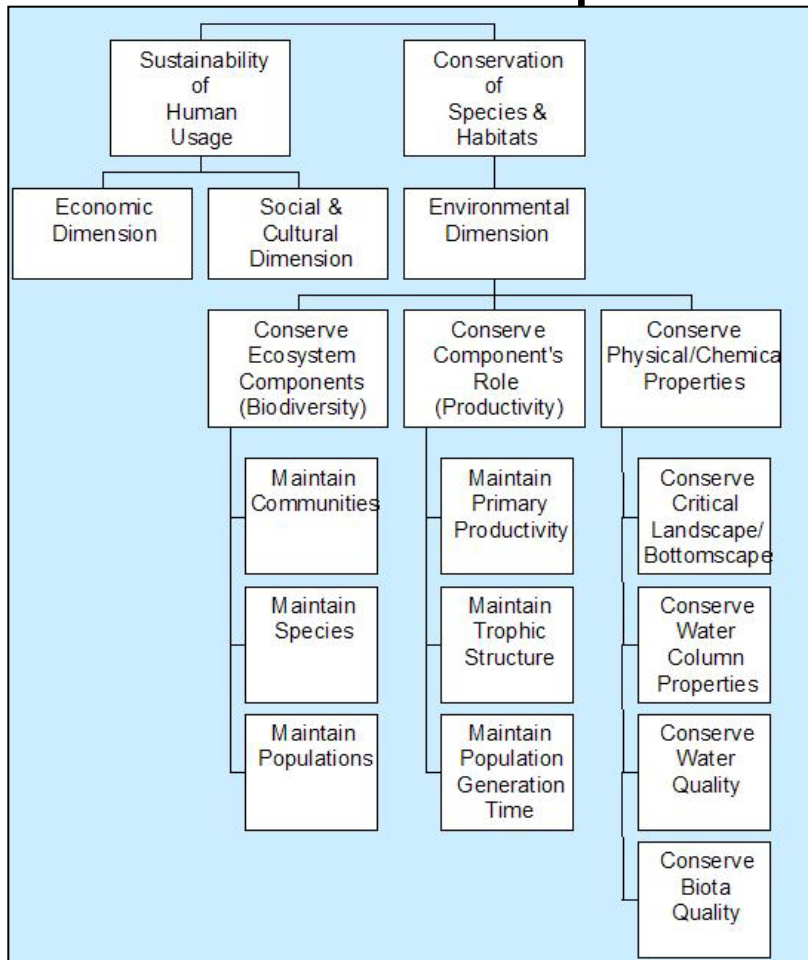 Sustainability
of
Human
Usage
Conservation
of
Species &
Habitats
Economic
Dimension
Social &
Cultural
Dimension
Environmental
Dimension
Conserve
Ecosystem
Components
(Biodiversity)
Conserve
Component's
Role
(Productivity)
Conserve
Physical/Chemica
Properties
Maintain
Communities
Maintain
Species
Maintain
Populations
Maintain
Primary
Productivity
Maintain
Trophic
Structure
Maintain
Population
Generation
Time
Conserve
Critical
Landscape/
Bottomscape
Conserve
Water
Column
Properties
Conserve
Water
Quality
Conserve
Biota
Quality